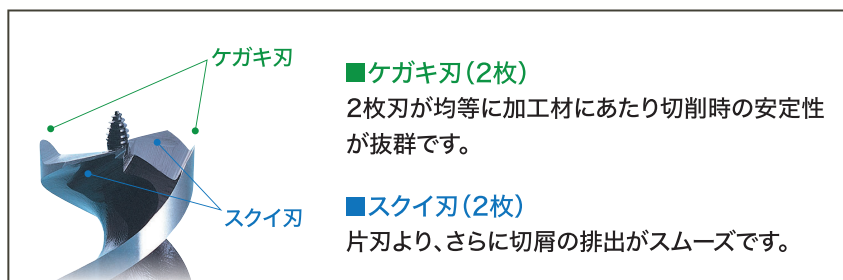 ケガキ刃
■ケガキ刃（2枚）
2枚刃が均等に加工材にあたり切削時の安定性
が抜群です。
スクイ刃
■スクイ刃（2枚）
片刃より、さらに切屑の排出がスムーズです。